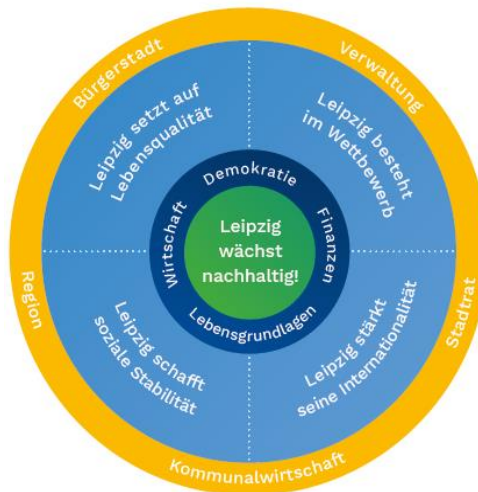 Bürgerstadt
Verwaltung
Leipzig setzt auf
Lebensqualität
Leipzig besteht
im Wettbewerb
Demokratie
Wirtschaft
Finanzen
Leipzig
wächst
nachhaltig!
Lebensgrundlagen
Region
Stadtrat
Leipzig schafft
soziale Stabilität
Leipzig stärkt
seine Internationalität
Kommunalwirtschaft